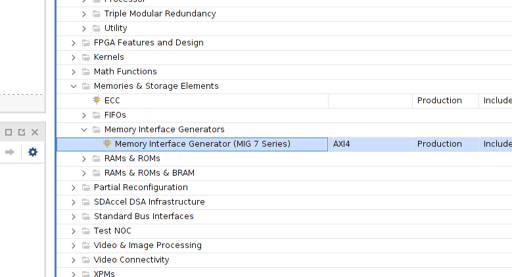 Processor
Triple Modular Redundancy
Utility
FPGA Features and Design
Kernels
Math Functions
Memories & Storage Elements
ECC Production Include
FIFOs
Memory Interface Generators
Memory Interface Generator (MIG 7 Series) AXI4 Production Include
RAMs & ROMs
RAMs & ROMs & BRAM
Partial Reconfiguration
SDAccel DSA Infrastructure
Standard Bus Interfaces
Test NOC
Video & Image Processing
Video Connectivity
XPMs